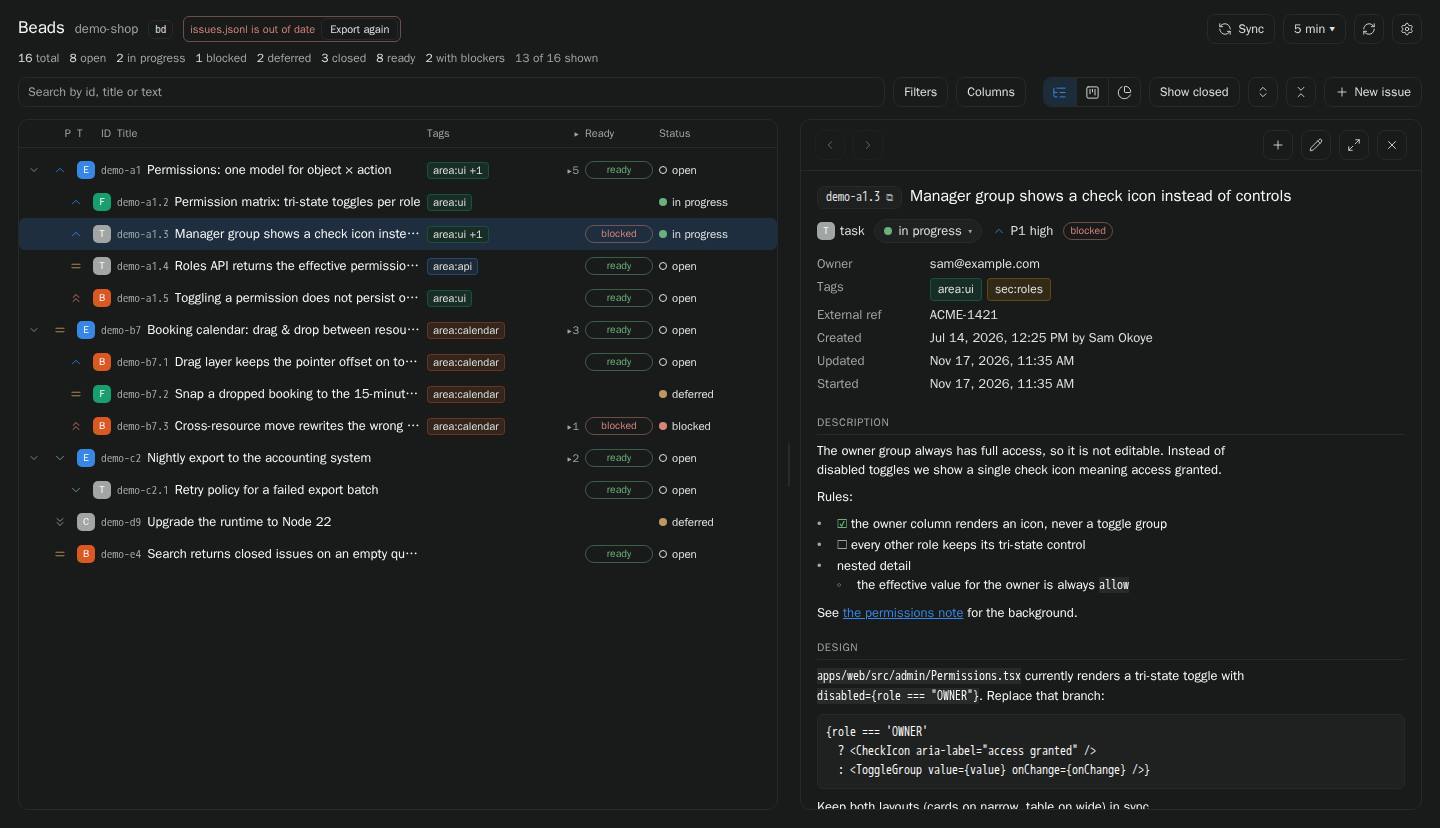 Beads demo-shop bd issues.jsonl is out of date Export again Sync 5 min ▾
16 total 8 open 2 in progress 1 blocked 2 deferred 3 closed 8 ready 2 with blockers 13 of 16 shown
Search by id, title or text Filters Columns Show closed New issue
P T ID Title Tags ▸ Ready Status
E demo-a1 Permissions: one model for object × action area:ui +1 ▸5 ready open
F demo-a1.2 Permission matrix: tri-state toggles per role area:ui in progress
T demo-a1.3 Manager group shows a check icon inste··· area:ui +1 blocked in progress
T demo-a1.4 Roles API returns the effective permissio··· area:api ready open
B demo-a1.5 Toggling a permission does not persist o··· area:ui ready open
E demo-b7 Booking calendar: drag & drop between resou··· area:calendar ▸3 ready open
B demo-b7.1 Drag layer keeps the pointer offset on to··· area:calendar ready open
F demo-b7.2 Snap a dropped booking to the 15-minut··· area:calendar deferred
B demo-b7.3 Cross-resource move rewrites the wrong ··· area:calendar ▸1 blocked blocked
E demo-c2 Nightly export to the accounting system ▸2 ready open
T demo-c2.1 Retry policy for a failed export batch ready open
C demo-d9 Upgrade the runtime to Node 22 deferred
B demo-e4 Search returns closed issues on an empty qu··· ready open
demo-a1.3 Manager group shows a check icon instead of controls
T task in progress ▾ P1 high blocked
Owner sam@example.com
Tags area:ui sec:roles
External ref ACME-1421
Created Jul 14, 2026, 12:25 PM by Sam Okoye
Updated Nov 17, 2026, 11:35 AM
Started Nov 17, 2026, 11:35 AM
DESCRIPTION
The owner group always has full access, so it is not editable. Instead of
disabled toggles we show a single check icon meaning access granted.
Rules:
• ☑ the owner column renders an icon, never a toggle group
• ☐ every other role keeps its tri-state control
• nested detail
◦ the effective value for the owner is always allow
See the permissions note for the background.
DESIGN
apps/web/src/admin/Permissions.tsx currently renders a tri-state toggle with
disabled={role === "OWNER"}. Replace that branch:
{role === 'OWNER'
? <CheckIcon aria-label="access granted" />
: <ToggleGroup value={value} onChange={onChange} />}
Keep both layouts (cards on narrow, table on wide) in sync.